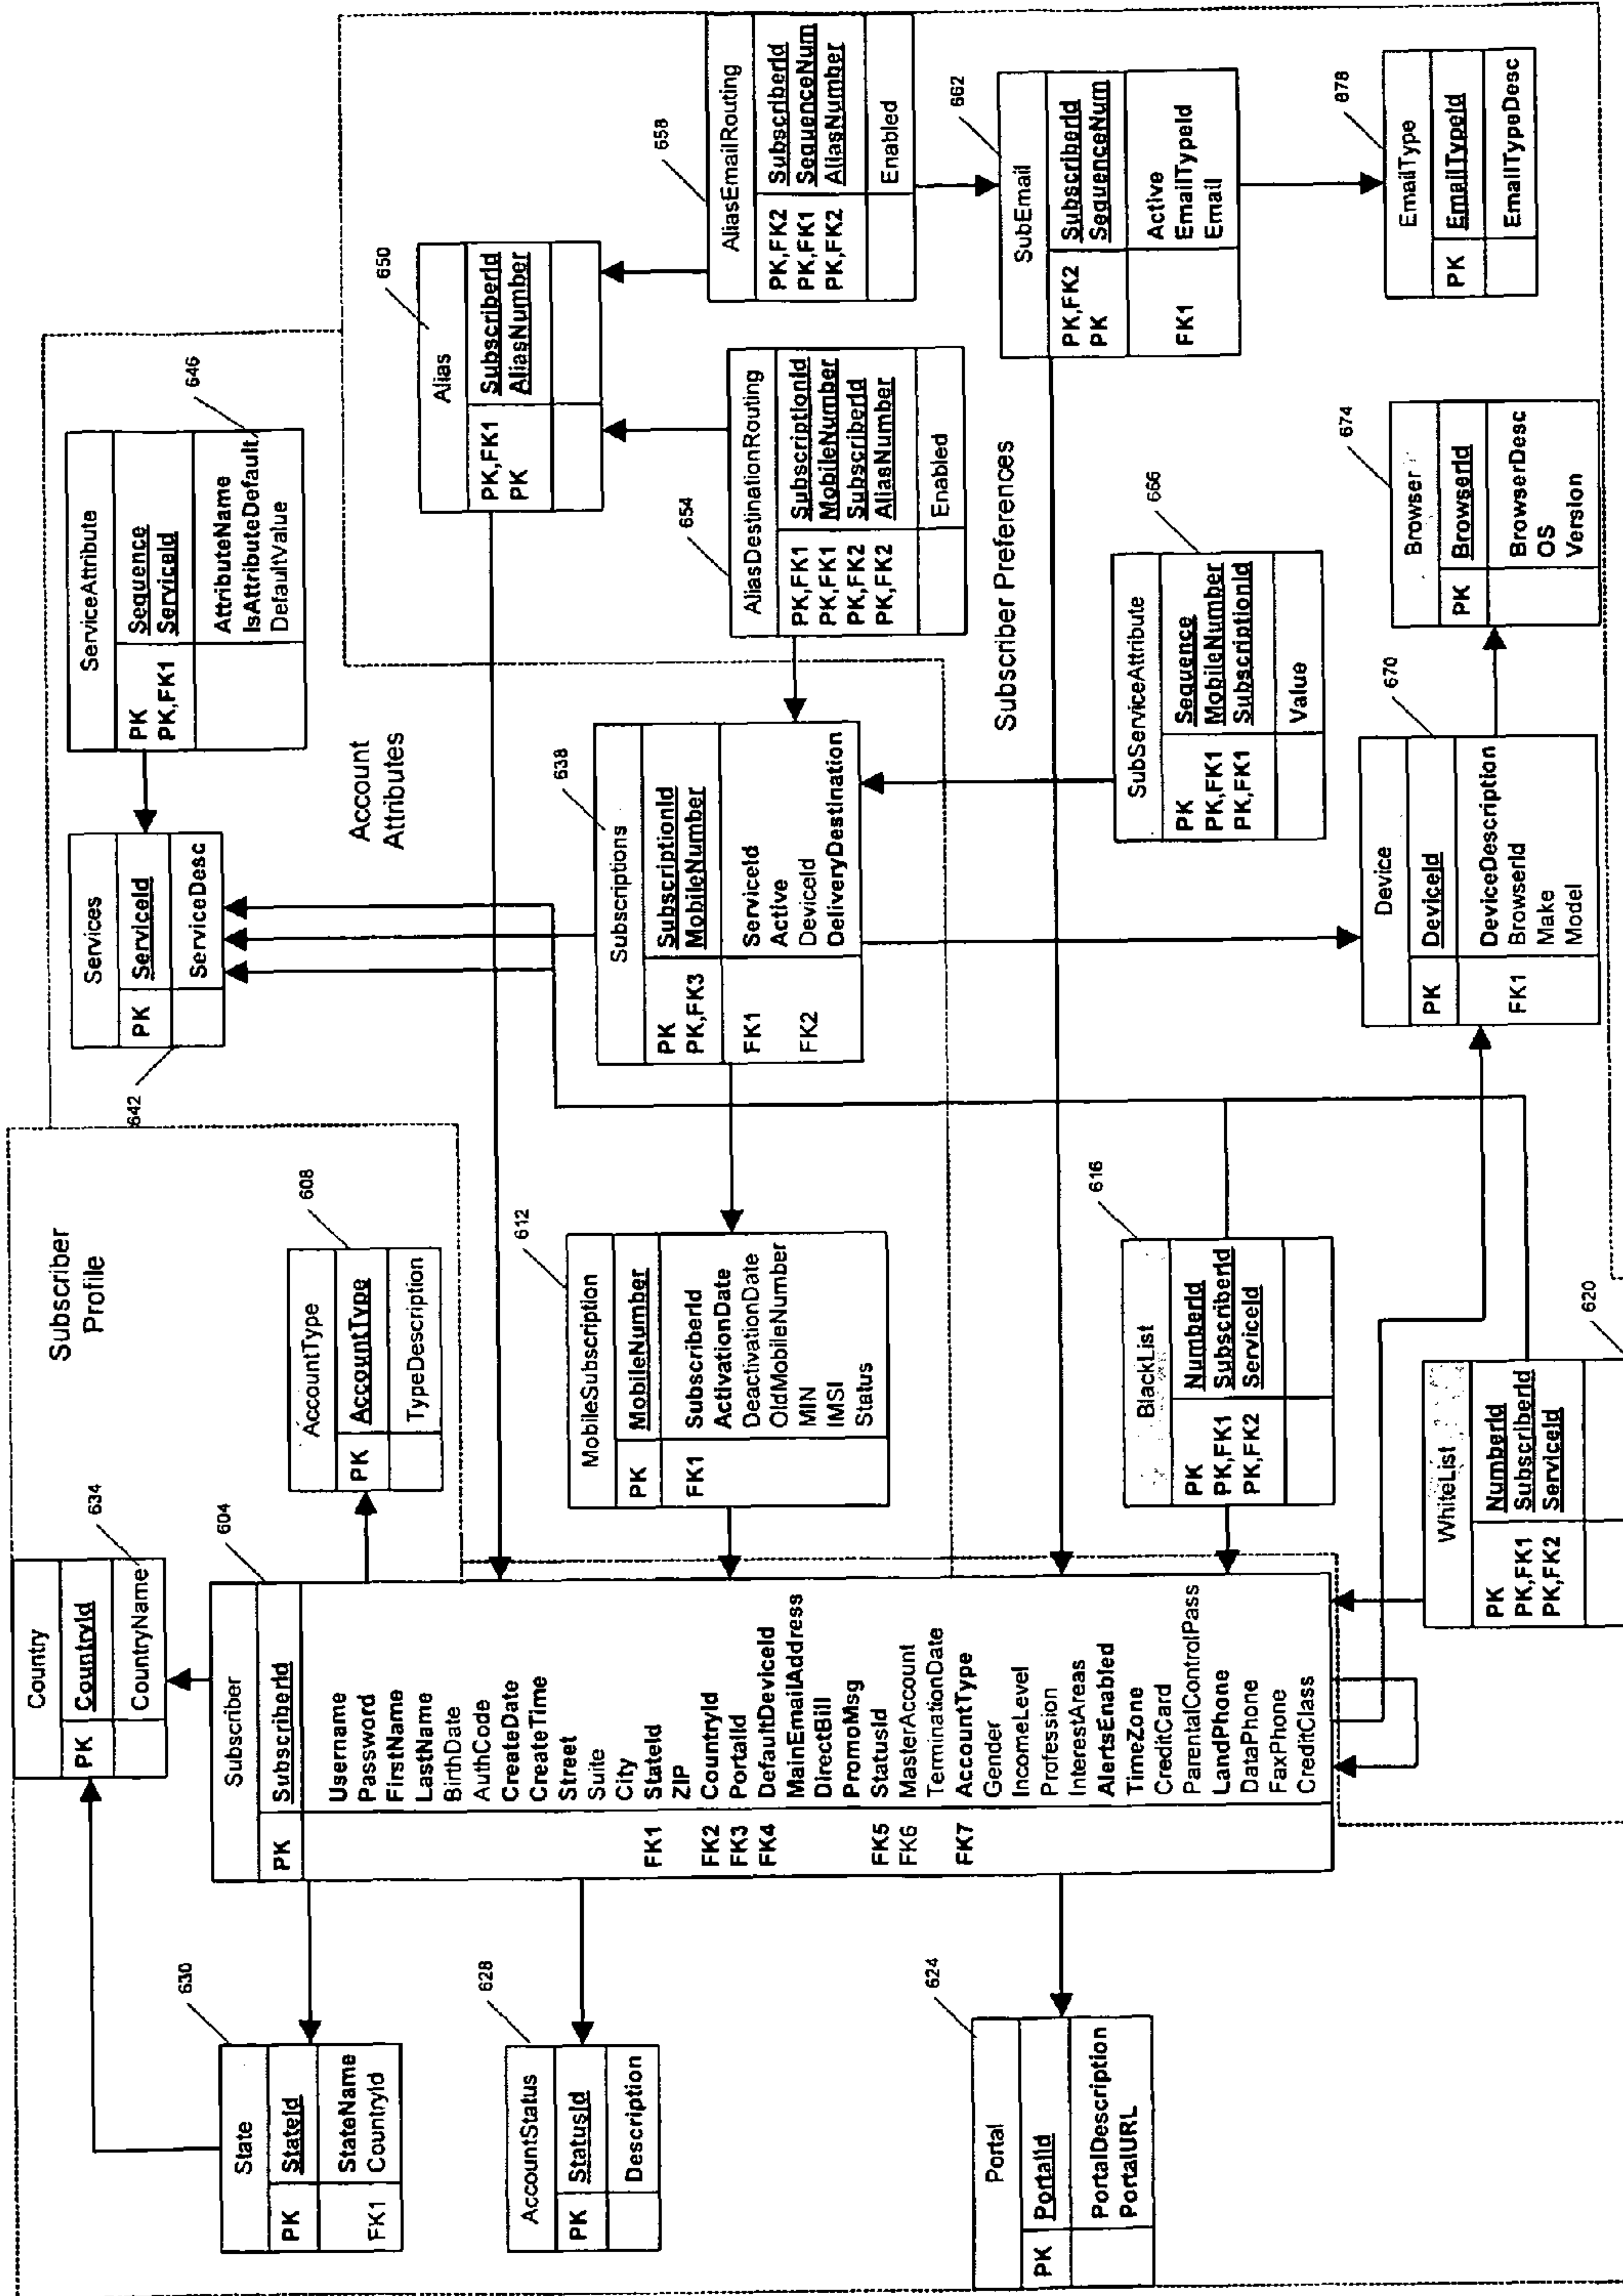 Subscriber
Profile
Country
PK CountryId
CountryName
634
State
PK StateId
StateName
FK1 CountryId
630
Subscriber
PK SubscriberId
Username
Password
FirstName
LastName
BirthDate
AuthCode
CreateDate
CreateTime
Street
Suite
City
FK1 StateId
ZIP
FK2 CountryId
FK3 PortalId
FK4 DefaultDeviceId
MainEmailAddress
DirectBill
PromoMsg
FK5 StatusId
FK6 MasterAccount
TerminationDate
FK7 AccountType
Gender
IncomeLevel
Profession
InterestAreas
AlertsEnabled
TimeZone
CreditCard
ParentalControlPass
LandPhone
DataPhone
FaxPhone
CreditClass
604
AccountType
PK AccountType
TypeDescription
608
AccountStatus
PK StatusId
Description
628
Portal
PK PortalId
PortalDescription
PortalURL
624
MobileSubscription
PK MobileNumber
FK1 SubscriberId
ActivationDate
DeactivationDate
OldMobileNumber
MIN
IMSI
Status
612
BlackList
PK NumberId
PK,FK1 SubscriberId
PK,FK2 ServiceId
616
WhiteList
PK NumberId
PK,FK1 SubscriberId
PK,FK2 ServiceId
620
Account
Attributes
Services
PK ServiceId
ServiceDesc
642
ServiceAttribute
PK Sequence
PK,FK1 ServiceId
AttributeName
IsAttributeDefault
DefaultValue
646
Subscriptions
PK SubscriptionId
PK,FK3 MobileNumber
FK1 ServiceId
Active
FK2 DeviceId
DeliveryDestination
638
Subscriber Preferences
Alias
PK,FK1 SubscriberId
PK AliasNumber
650
AliasDestinationRouting
PK,FK1 SubscriptionId
PK,FK1 MobileNumber
PK,FK2 SubscriberId
PK,FK2 AliasNumber
Enabled
654
AliasEmailRouting
PK,FK2 SubscriberId
PK,FK1 SequenceNum
PK,FK2 AliasNumber
Enabled
658
SubEmail
PK,FK2 SubscriberId
PK SequenceNum
Active
FK1 EmailTypeId
Email
662
SubServiceAttribute
PK Sequence
PK,FK1 MobileNumber
PK,FK1 SubscriptionId
Value
666
Device
PK DeviceId
DeviceDescription
FK1 BrowserId
Make
Model
670
Browser
PK BrowserId
BrowserDesc
OS
Version
674
EmailType
PK EmailTypeId
EmailTypeDesc
678